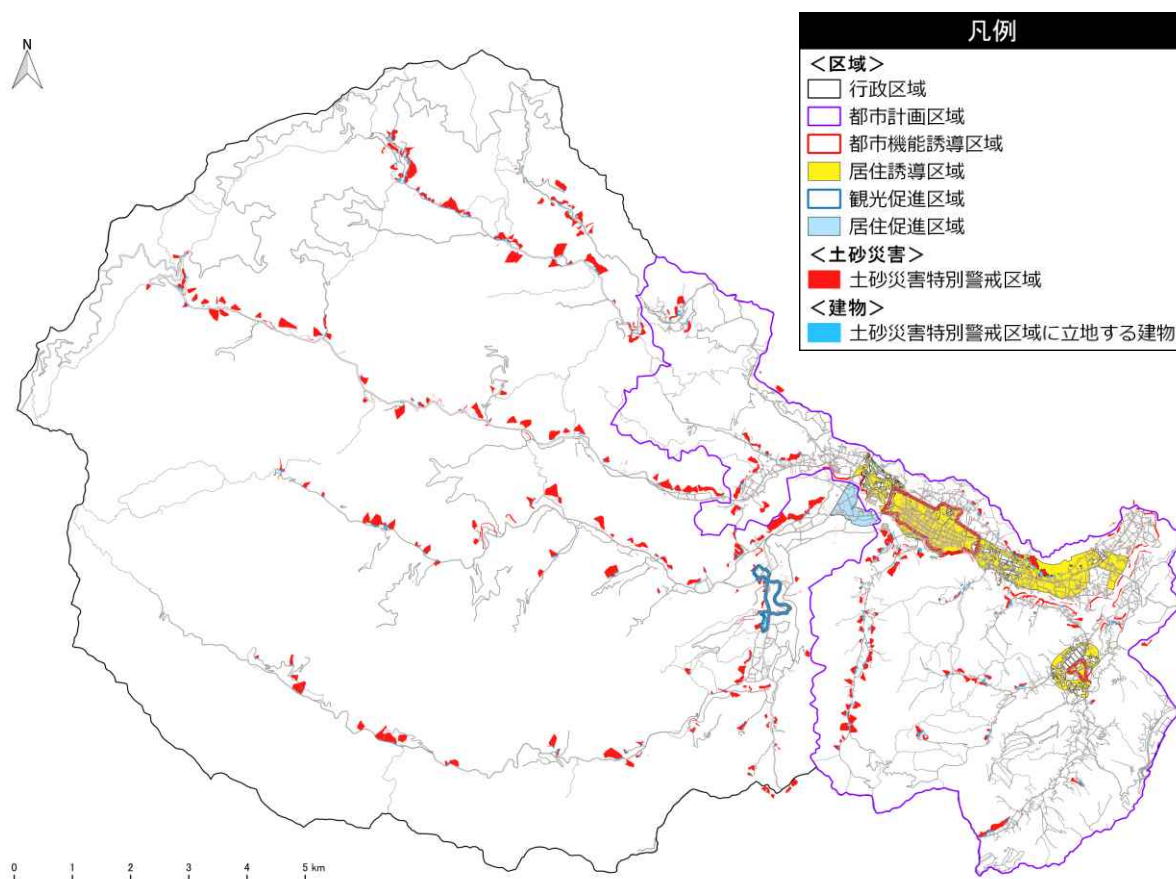 N
凡例
＜区域＞
行政区域
都市計画区域
都市機能誘導区域
居住誘導区域
観光促進区域
居住促進区域
＜土砂災害＞
土砂災害特別警戒区域
＜建物＞
土砂災害特別警戒区域に立地する建物
0 1 2 3 4 5 km